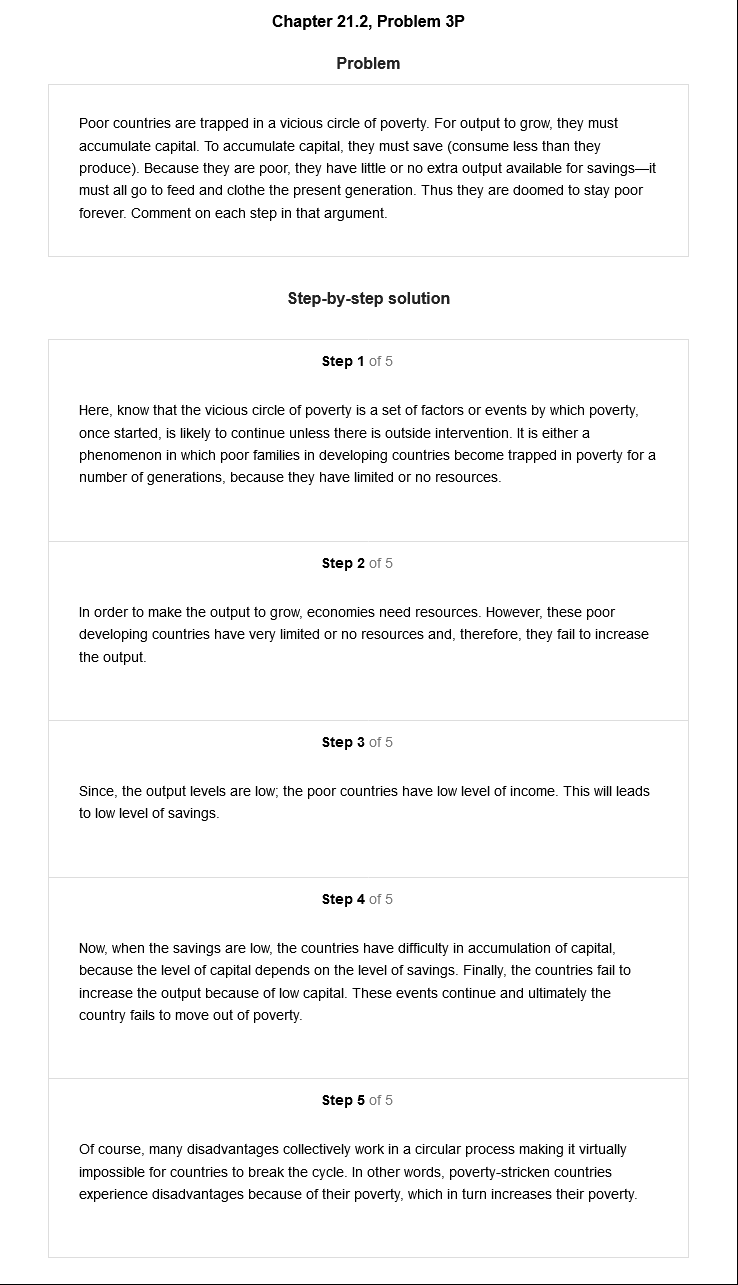 Chapter 21.2, Problem 3P
Problem
Poor countries are trapped in a vicious circle of poverty. For output to grow, they must
accumulate capital. To accumulate capital, they must save (consume less than they
produce). Because they are poor, they have little or no extra output available for savings—it
must all go to feed and clothe the present generation. Thus they are doomed to stay poor
forever. Comment on each step in that argument.
Step-by-step solution
Step 1 of 5
Here, know that the vicious circle of poverty is a set of factors or events by which poverty,
once started, is likely to continue unless there is outside intervention. It is either a
phenomenon in which poor families in developing countries become trapped in poverty for a
number of generations, because they have limited or no resources.
Step 2 of 5
In order to make the output to grow, economies need resources. However, these poor
developing countries have very limited or no resources and, therefore, they fail to increase
the output.
Step 3 of 5
Since, the output levels are low; the poor countries have low level of income. This will leads
to low level of savings.
Step 4 of 5
Now, when the savings are low, the countries have difficulty in accumulation of capital,
because the level of capital depends on the level of savings. Finally, the countries fail to
increase the output because of low capital. These events continue and ultimately the
country fails to move out of poverty.
Step 5 of 5
Of course, many disadvantages collectively work in a circular process making it virtually
impossible for countries to break the cycle. In other words, poverty-stricken countries
experience disadvantages because of their poverty, which in turn increases their poverty.